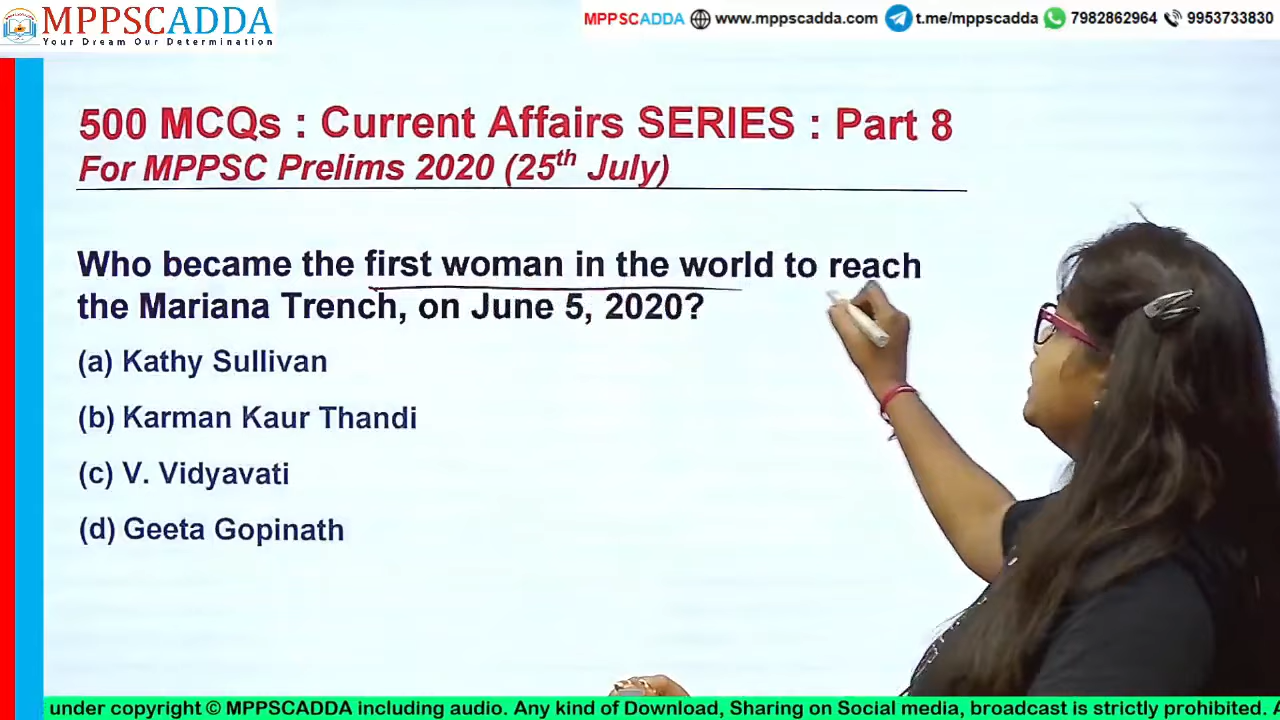 MPPSCADDA
Your Dream Our Determination
MPPSCADDA www.mppscadda.com t.me/mppscadda 7982862964 9953733830
500 MCQs : Current Affairs SERIES : Part 8
For MPPSC Prelims 2020 (25th July)
Who became the first woman in the world to reach
the Mariana Trench, on June 5, 2020?
(a) Kathy Sullivan
(b) Karman Kaur Thandi
(c) V. Vidyavati
(d) Geeta Gopinath
under copyright © MPPSCADDA including audio. Any kind of Download, Sharing on Social media, broadcast is strictly prohibited.